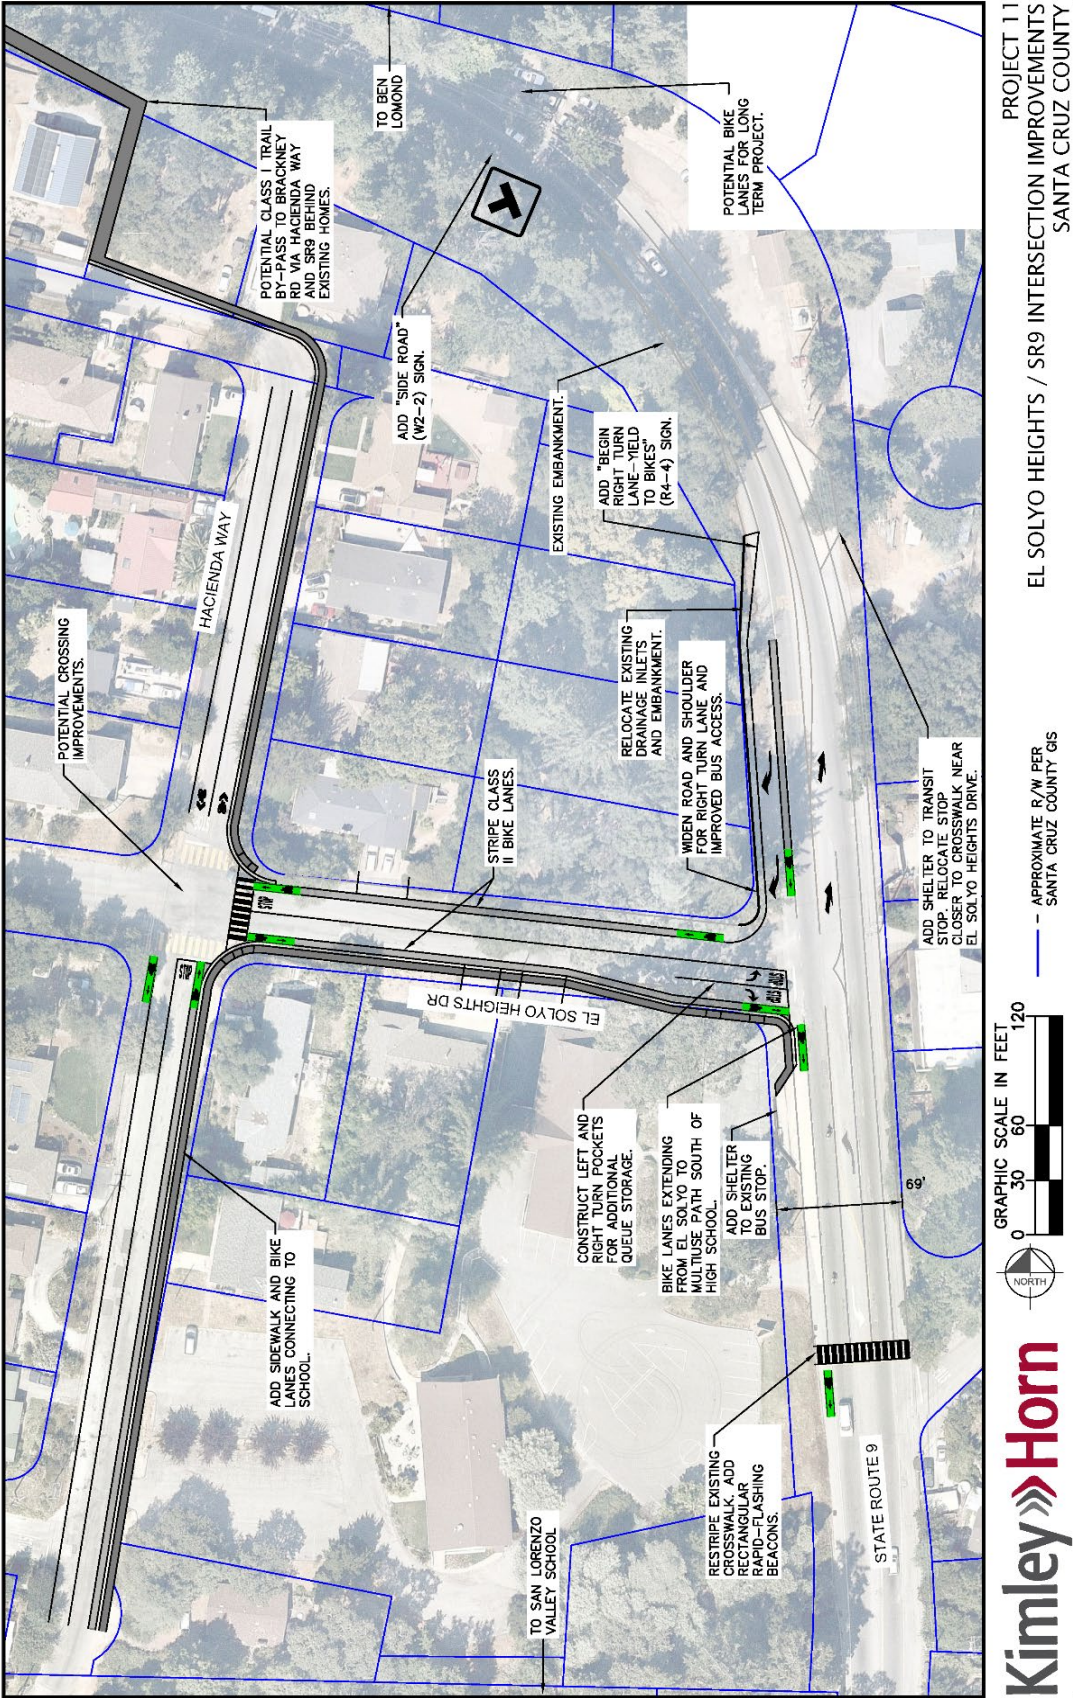 POTENTIAL CROSSING
IMPROVEMENTS.
HACIENDA WAY
POTENTIAL CLASS I TRAIL
BY-PASS TO BRACKNEY
RD VIA HACIENDA WAY
AND SR9 BEHIND
EXISTING HOMES.
STOP
STOP
ADD SIDEWALK AND BIKE
LANES CONNECTING TO
SCHOOL.
TO BEN
LOMOND
ADD "SIDE ROAD"
(W2-2) SIGN.
EL SOLYO HEIGHTS DR
STRIPE CLASS
II BIKE LANES.
TO SAN LORENZO
VALLEY SCHOOL
EXISTING EMBANKMENT.
CONSTRUCT LEFT AND
RIGHT TURN POCKETS
FOR ADDITIONAL
QUEUE STORAGE.
ADD "BEGIN
RIGHT TURN
LANE-YIELD
TO BIKES"
(R4-4) SIGN.
RELOCATE EXISTING
DRAINAGE INLETS
AND EMBANKMENT.
BIKE LANES EXTENDING
FROM EL SOLYO TO
MULTIUSE PATH SOUTH OF
HIGH SCHOOL.
WIDEN ROAD AND SHOULDER
FOR RIGHT TURN LANE AND
IMPROVED BUS ACCESS.
POTENTIAL BIKE
LANES FOR LONG
TERM PROJECT.
RESTRIPE EXISTING
CROSSWALK. ADD
RECTANGULAR
RAPID-FLASHING
BEACONS.
ADD SHELTER
TO EXISTING
BUS STOP.
STOP
STOP
STATE ROUTE 9
69'
ADD SHELTER TO TRANSIT
STOP. RELOCATE STOP
CLOSER TO CROSSWALK NEAR
EL SOLYO HEIGHTS DRIVE.
Kimley»Horn
NORTH
GRAPHIC SCALE IN FEET
0 30 60 120
APPROXIMATE R/W PER
SANTA CRUZ COUNTY GIS
PROJECT 11
EL SOLYO HEIGHTS / SR9 INTERSECTION IMPROVEMENTS
SANTA CRUZ COUNTY